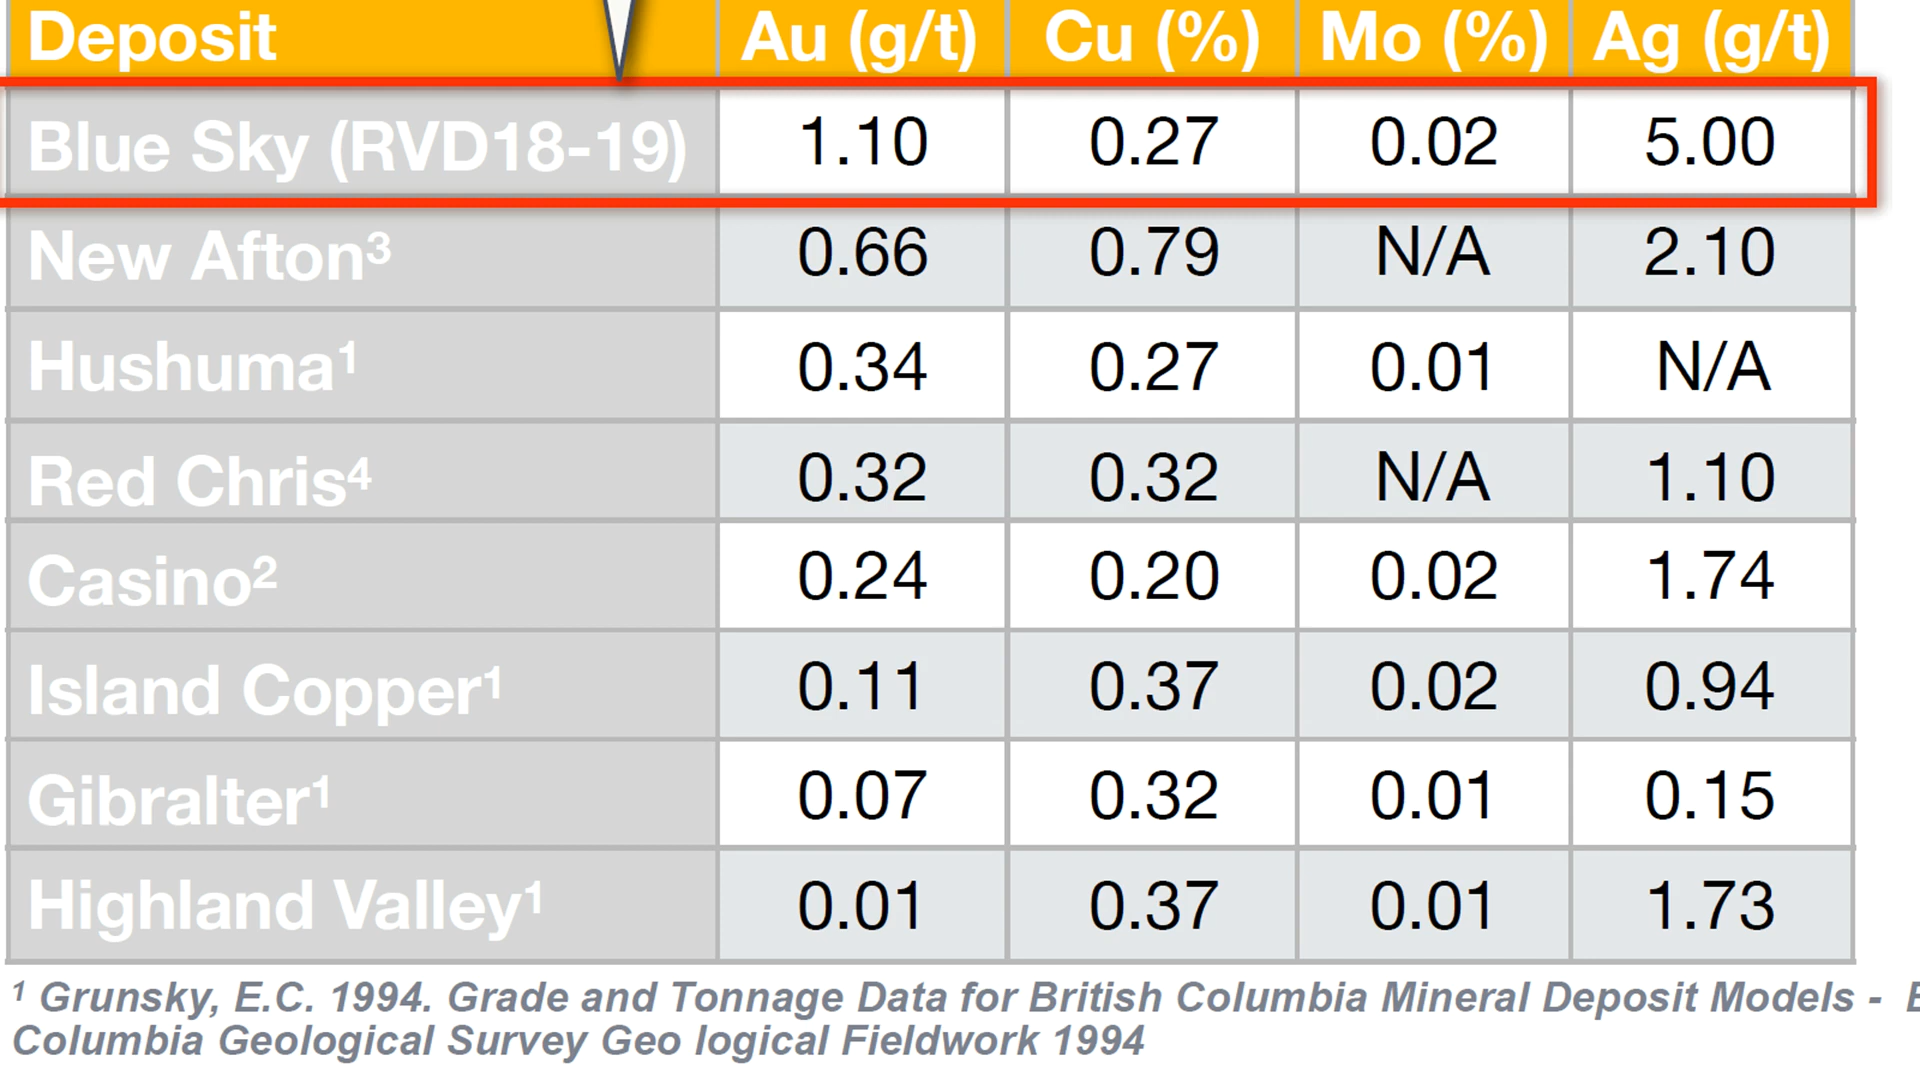 Deposit Au (g/t) Cu (%) Mo (%) Ag (g/t)
Blue Sky (RVD18-19) 1.10 0.27 0.02 5.00
New Afton³ 0.66 0.79 N/A 2.10
Hushuma¹ 0.34 0.27 0.01 N/A
Red Chris⁴ 0.32 0.32 N/A 1.10
Casino² 0.24 0.20 0.02 1.74
Island Copper¹ 0.11 0.37 0.02 0.94
Gibralter¹ 0.07 0.32 0.01 0.15
Highland Valley¹ 0.01 0.37 0.01 1.73
¹ Grunsky, E.C. 1994. Grade and Tonnage Data for British Columbia Mineral Deposit Models -
Columbia Geological Survey Geo logical Fieldwork 1994